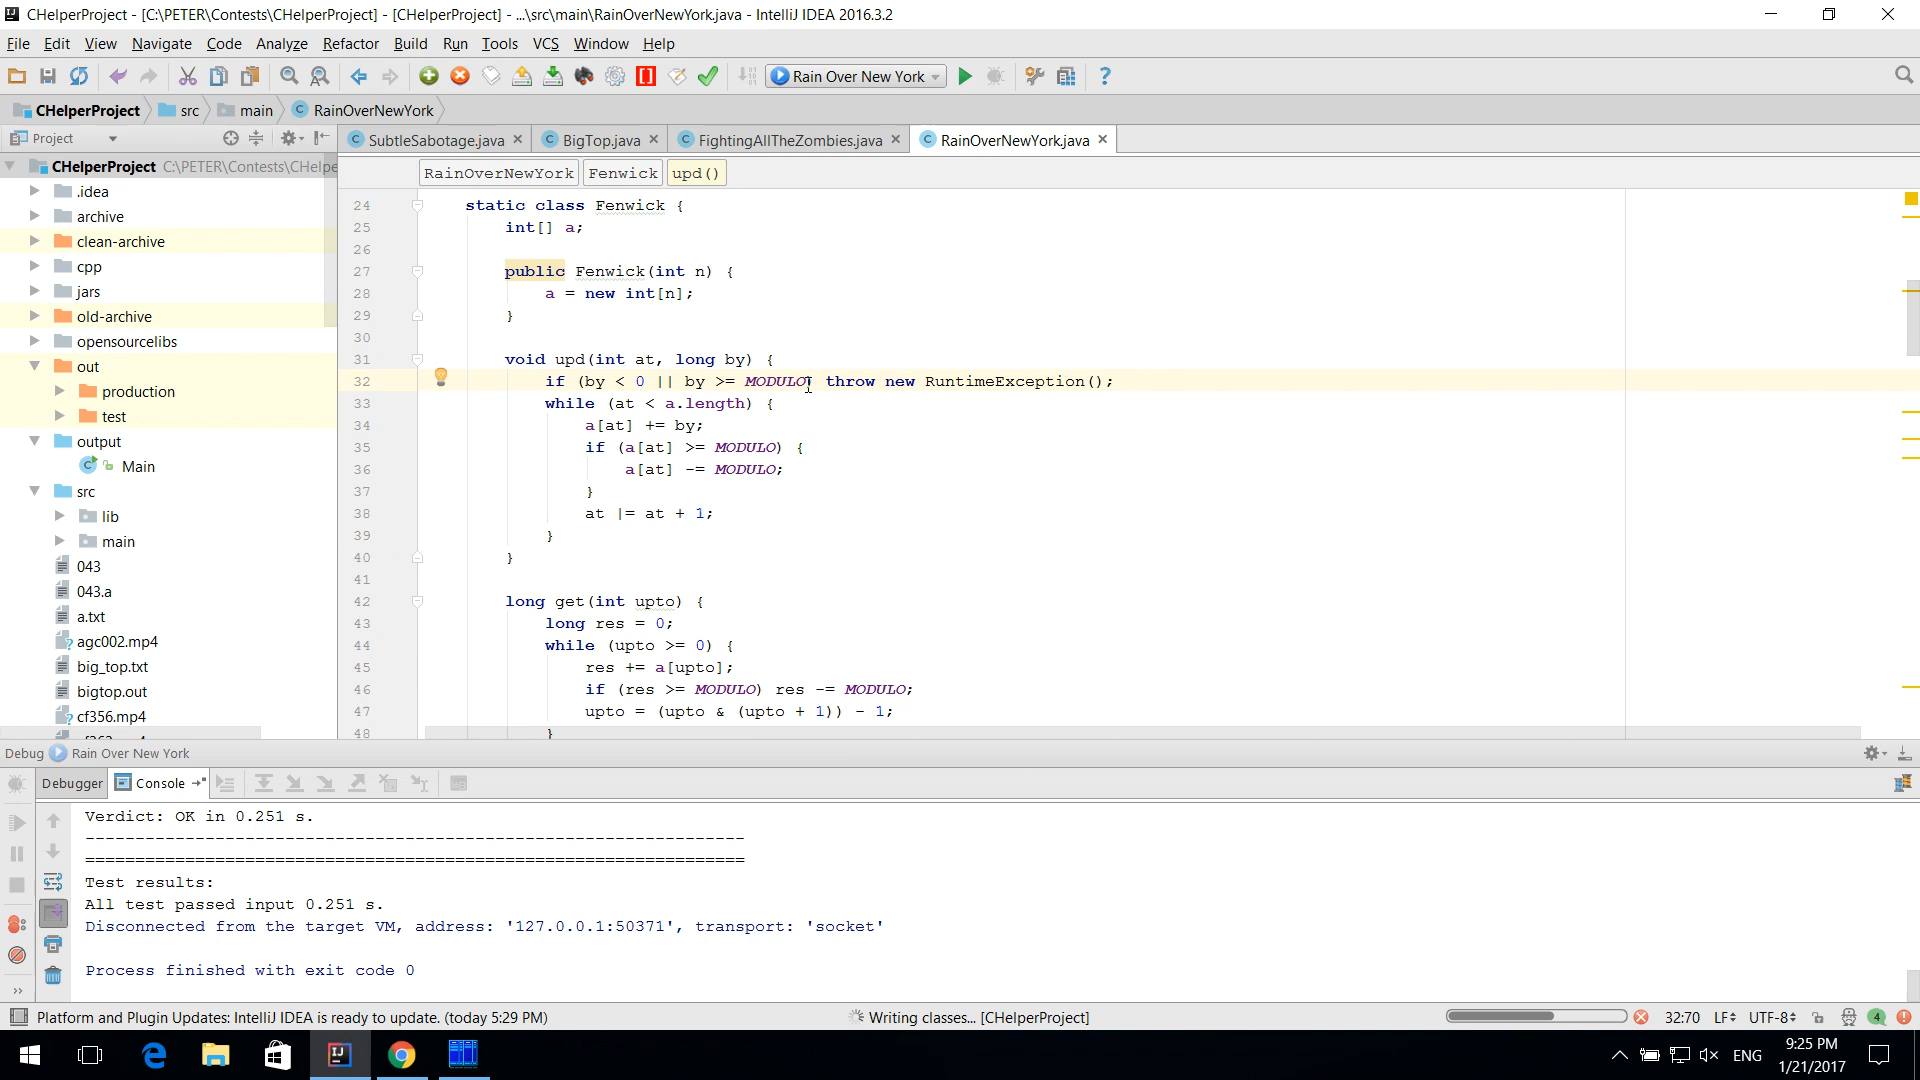 CHelperProject - [C:\PETER\Contests\CHelperProject] - [CHelperProject] - ...\src\main\RainOverNewYork.java - IntelliJ IDEA 2016.3.2
File Edit View Navigate Code Analyze Refactor Build Run Tools VCS Window Help
Rain Over New York
CHelperProject src main RainOverNewYork
Project
SubtleSabotage.java BigTop.java FightingAllTheZombies.java RainOverNewYork.java
CHelperProject C:\PETER\Contests\CHelpe
.idea
archive
clean-archive
cpp
jars
old-archive
opensourcelibs
out
production
test
output
Main
src
lib
main
043
043.a
a.txt
agc002.mp4
big_top.txt
bigtop.out
cf356.mp4
RainOverNewYork Fenwick upd()
24 static class Fenwick {
25 int[] a;
26
27 public Fenwick(int n) {
28 a = new int[n];
29 }
30
31 void upd(int at, long by) {
32 if (by < 0 || by >= MODULO) throw new RuntimeException();
33 while (at < a.length) {
34 a[at] += by;
35 if (a[at] >= MODULO) {
36 a[at] -= MODULO;
37 }
38 at |= at + 1;
39 }
40 }
41
42 long get(int upto) {
43 long res = 0;
44 while (upto >= 0) {
45 res += a[upto];
46 if (res >= MODULO) res -= MODULO;
47 upto = (upto & (upto + 1)) - 1;
48 }
Debug Rain Over New York
Debugger Console
Verdict: OK in 0.251 s.
------------------------------------------------------------------
==================================================================
Test results:
All test passed input 0.251 s.
Disconnected from the target VM, address: '127.0.0.1:50371', transport: 'socket'
Process finished with exit code 0
Platform and Plugin Updates: IntelliJ IDEA is ready to update. (today 5:29 PM) Writing classes... [CHelperProject] 32:70 LF UTF-8 4
ENG 9:25 PM
1/21/2017